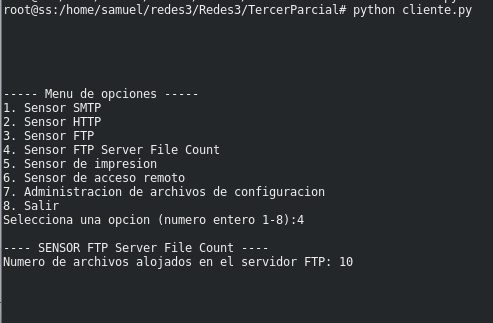 root@ss:/home/samuel/redes3/Redes3/TercerParcial# python cliente.py
----- Menu de opciones -----
1. Sensor SMTP
2. Sensor HTTP
3. Sensor FTP
4. Sensor FTP Server File Count
5. Sensor de impresion
6. Sensor de acceso remoto
7. Administracion de archivos de configuracion
8. Salir
Selecciona una opcion (numero entero 1-8):4
---- SENSOR FTP Server File Count ----
Numero de archivos alojados en el servidor FTP: 10